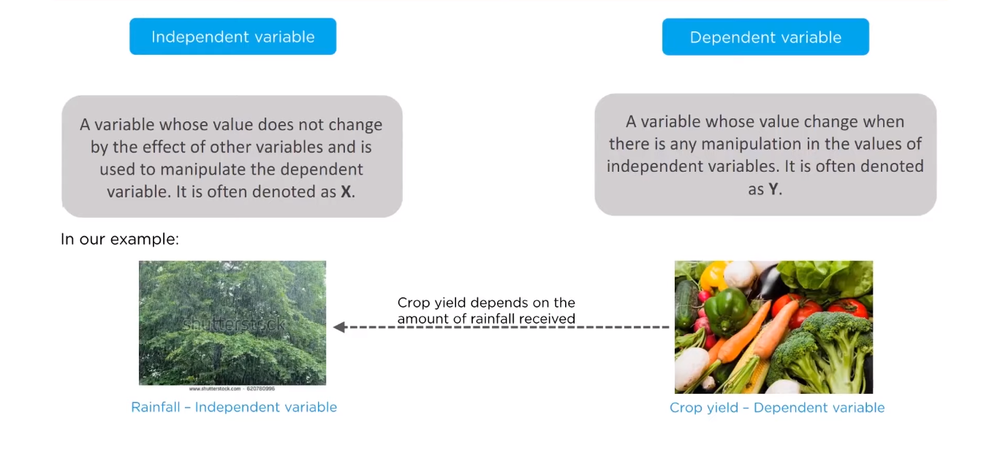 Independent variable
Dependent variable
A variable whose value does not change
by the effect of other variables and is
used to manipulate the dependent
variable. It is often denoted as X.
A variable whose value change when
there is any manipulation in the values of
independent variables. It is often denoted
as Y.
In our example:
shutterstock
www.shutterstock.com · 620760996
Crop yield depends on the
amount of rainfall received
Rainfall – Independent variable
Crop yield – Dependent variable